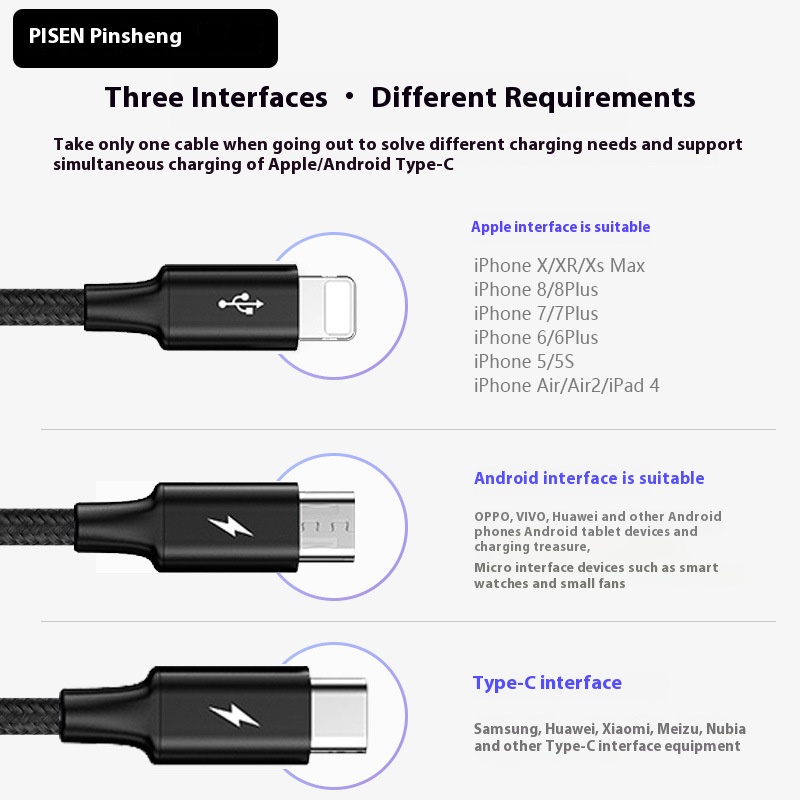 PISEN Pinsheng
Three Interfaces · Different Requirements
Take only one cable when going out to solve different charging needs and support
simultaneous charging of Apple/Android Type-C
Apple interface is suitable
iPhone X/XR/Xs Max
iPhone 8/8Plus
iPhone 7/7Plus
iPhone 6/6Plus
iPhone 5/5S
iPhone Air/Air2/iPad 4
Android interface is suitable
OPPO, VIVO, Huawei and other Android
phones Android tablet devices and
charging treasure,
Micro interface devices such as smart
watches and small fans
Type-C interface
Samsung, Huawei, Xiaomi, Meizu, Nubia
and other Type-C interface equipment